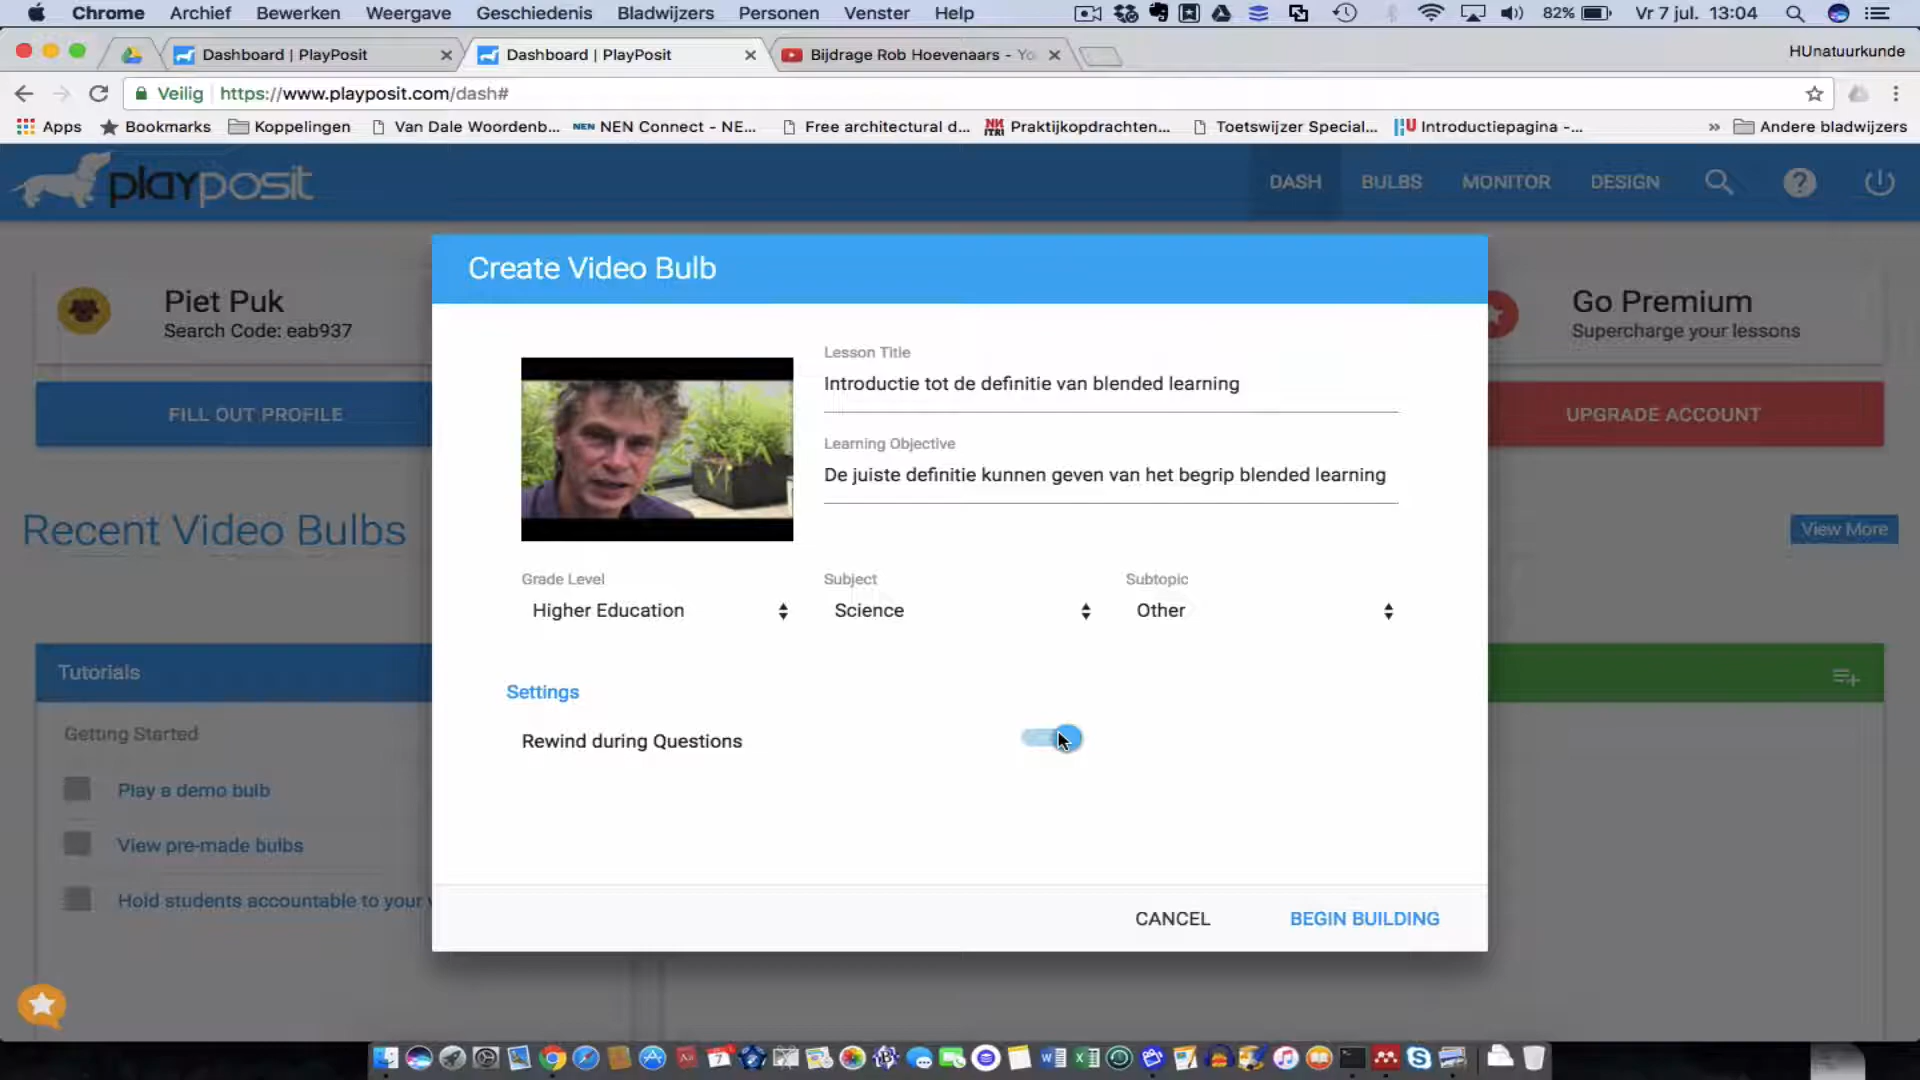 Chrome Archief Bewerken Weergave Geschiedenis Bladwijzers Personen Venster Help 82% Vr 7 jul. 13:04
Dashboard | PlayPosit Dashboard | PlayPosit Bijdrage Rob Hoevenaars - Yo HUnatuurkunde
Veilig https://www.playposit.com/dash#
Apps Bookmarks Koppelingen Van Dale Woordenb... NEN NEN Connect - NE... Free architectural d... Praktijkopdrachten... Toetswijzer Special... Introductiepagina -... » Andere bladwijzers
playposit DASH BULBS MONITOR DESIGN
Create Video Bulb
Piet Puk
Search Code: eab937
Go Premium
Supercharge your lessons
FILL OUT PROFILE
UPGRADE ACCOUNT
Lesson Title
Introductie tot de definitie van blended learning
Learning Objective
De juiste definitie kunnen geven van het begrip blended learning
Recent Video Bulbs
View More
Grade Level Subject Subtopic
Higher Education Science Other
Tutorials
Settings
Getting Started
Rewind during Questions
Play a demo bulb
View pre-made bulbs
Hold students accountable to your
CANCEL BEGIN BUILDING